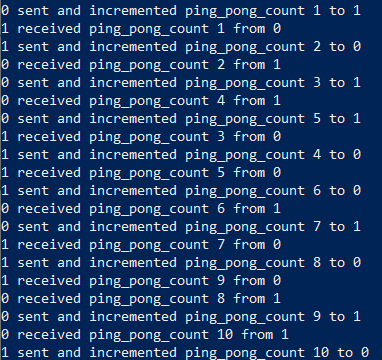 0 sent and incremented ping_pong_count 1 to 1
1 received ping_pong_count 1 from 0
1 sent and incremented ping_pong_count 2 to 0
0 received ping_pong_count 2 from 1
0 sent and incremented ping_pong_count 3 to 1
0 received ping_pong_count 4 from 1
0 sent and incremented ping_pong_count 5 to 1
1 received ping_pong_count 3 from 0
1 sent and incremented ping_pong_count 4 to 0
1 received ping_pong_count 5 from 0
1 sent and incremented ping_pong_count 6 to 0
0 received ping_pong_count 6 from 1
0 sent and incremented ping_pong_count 7 to 1
1 received ping_pong_count 7 from 0
1 sent and incremented ping_pong_count 8 to 0
1 received ping_pong_count 9 from 0
0 received ping_pong_count 8 from 1
0 sent and incremented ping_pong_count 9 to 1
0 received ping_pong_count 10 from 1
1 sent and incremented ping_pong_count 10 to 0